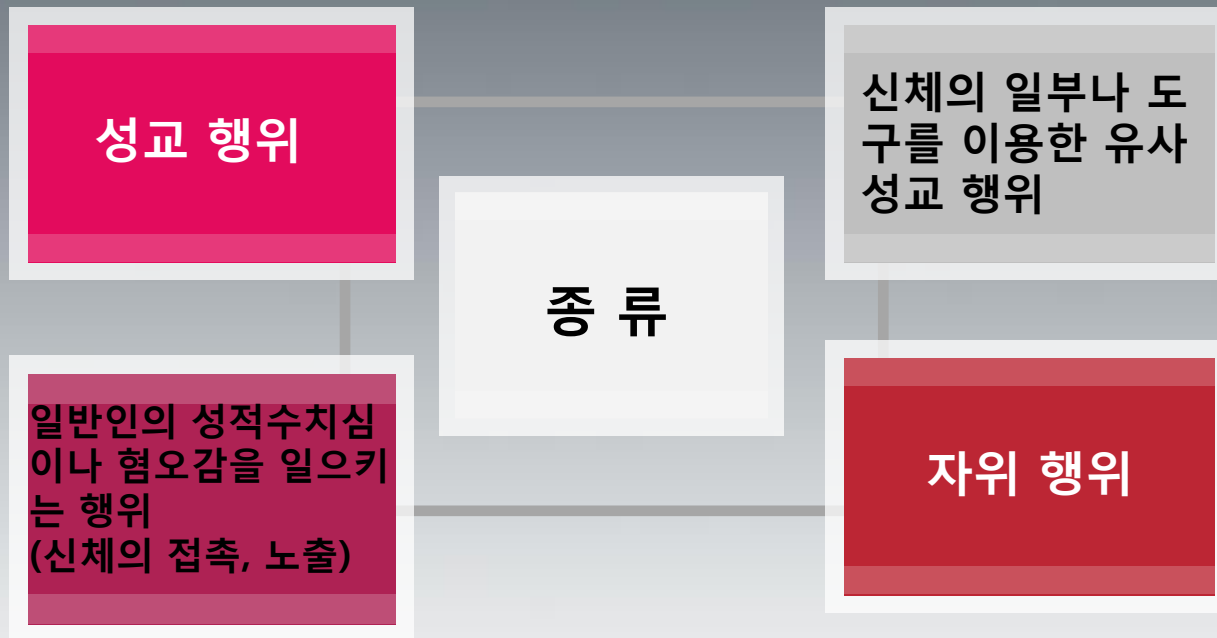 성교 행위
신체의 일부나 도
구를 이용한 유사
성교 행위
종 류
일반인의 성적수치심
이나 혐오감을 일으키
는 행위
(신체의 접촉, 노출)
자위 행위